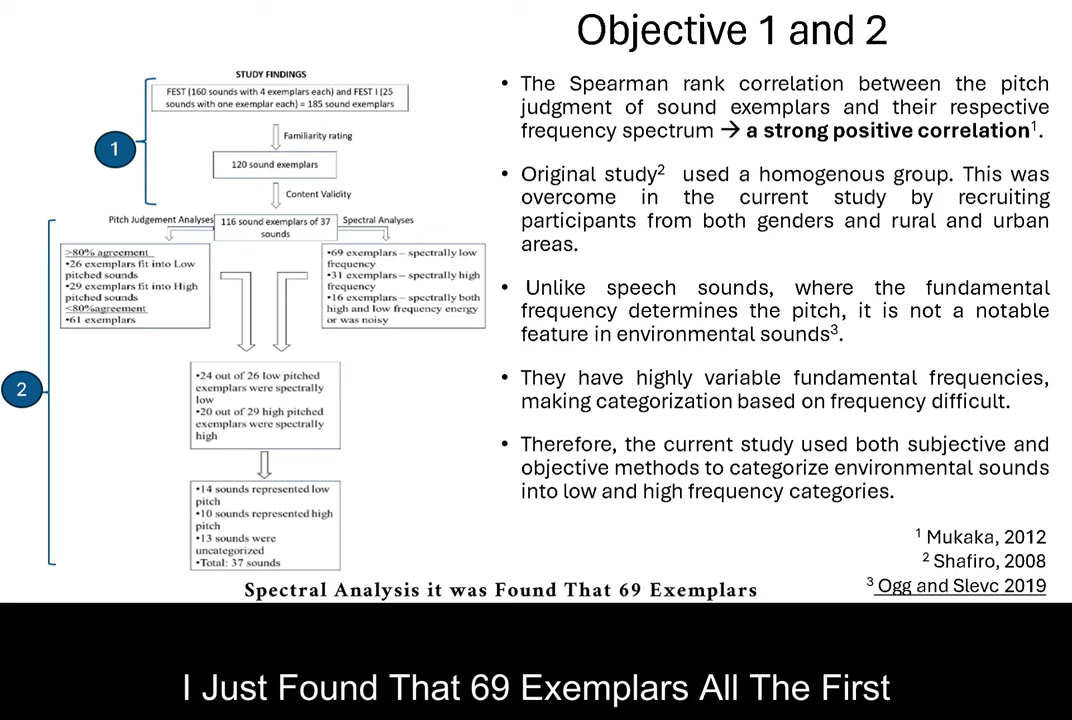 Objective 1 and 2
STUDY FINDINGS
FEST (160 sounds with 4 exemplars each) and FEST I (25
sounds with one exemplar each) = 185 sound exemplars
Familiarity rating
1
120 sound exemplars
Content Validity
Pitch Judgement Analyses
116 sound exemplars of 37
sounds
Spectral Analyses
>80% agreement
•26 exemplars fit into Low
pitched sounds
•29 exemplars fit into High
pitched sounds
<80%agreement
•61 exemplars
•69 exemplars – spectrally low
frequency
•31 exemplars – spectrally high
frequency
•16 exemplars – spectrally both
high and low frequency energy
or was noisy
2
•24 out of 26 low pitched
exemplars were spectrally
low
•20 out of 29 high pitched
exemplars were spectrally
high
•14 sounds represented low
pitch
•10 sounds represented high
pitch
•13 sounds were
uncategorized
•Total: 37 sounds
• The Spearman rank correlation between the pitch
judgment of sound exemplars and their respective
frequency spectrum → a strong positive correlation¹.
• Original study² used a homogenous group. This was
overcome in the current study by recruiting
participants from both genders and rural and urban
areas.
• Unlike speech sounds, where the fundamental
frequency determines the pitch, it is not a notable
feature in environmental sounds³.
• They have highly variable fundamental frequencies,
making categorization based on frequency difficult.
• Therefore, the current study used both subjective and
objective methods to categorize environmental sounds
into low and high frequency categories.
¹ Mukaka, 2012
² Shafiro, 2008
³ Ogg and Slevc 2019
Spectral Analysis it was Found That 69 Exemplars
I Just Found That 69 Exemplars All The First